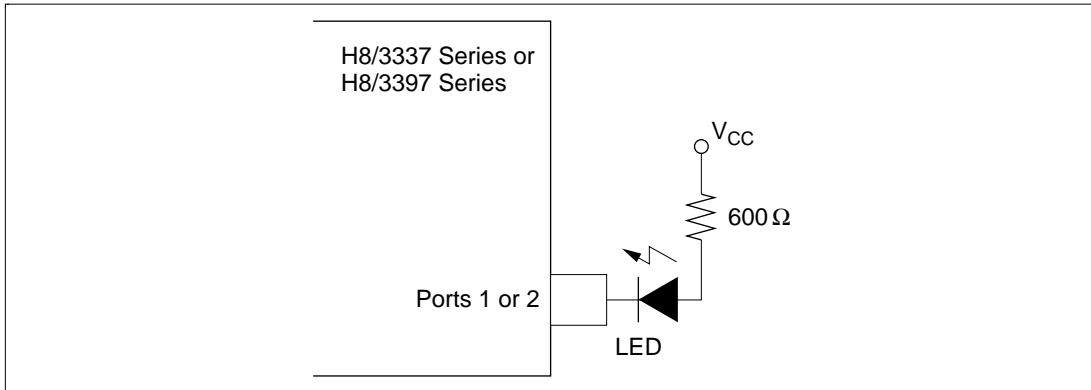 H8/3337 Series or
H8/3397 Series
VCC
600 Ω
Ports 1 or 2
LED